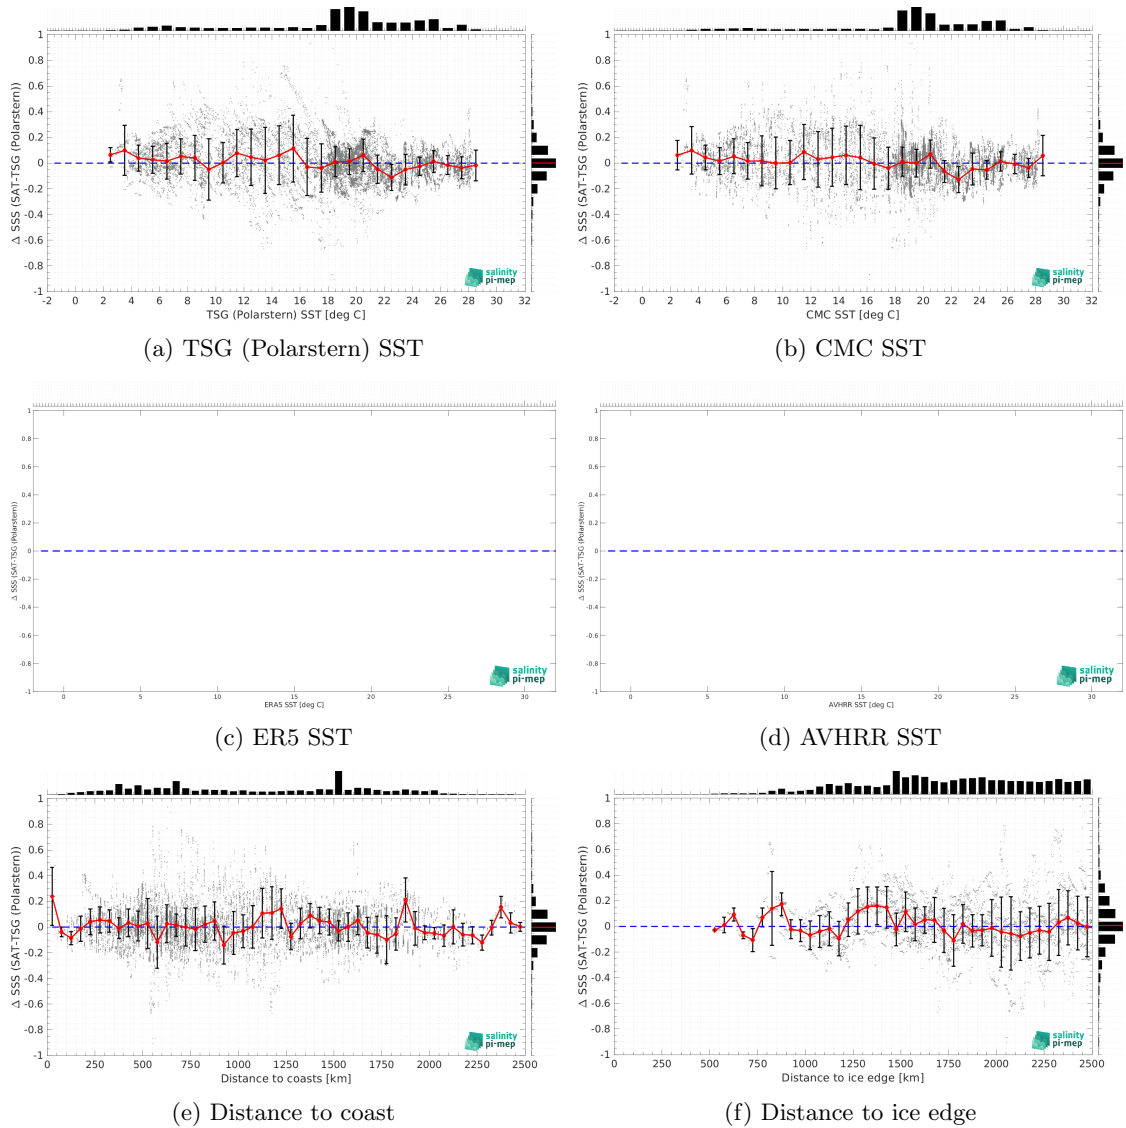 1
0.8
0.6
0.4
0.2
0
-0.2
-0.4
-0.6
-0.8
-1
Δ SSS (SAT-TSG (Polarstern))
salinity
pi-mep
-2 0 2 4 6 8 10 12 14 16 18 20 22 24 26 28 30 32
TSG (Polarstern) SST [deg C]
(a) TSG (Polarstern) SST
1
0.8
0.6
0.4
0.2
0
-0.2
-0.4
-0.6
-0.8
-1
Δ SSS (SAT-TSG (Polarstern))
salinity
pi-mep
-2 0 2 4 6 8 10 12 14 16 18 20 22 24 26 28 30 32
CMC SST [deg C]
(b) CMC SST
1
0.8
0.6
0.4
0.2
0
-0.2
-0.4
-0.6
-0.8
-1
Δ SSS (SAT-TSG (Polarstern))
salinity
pi-mep
0 5 10 15 20 25 30
ERA5 SST [deg C]
(c) ER5 SST
1
0.8
0.6
0.4
0.2
0
-0.2
-0.4
-0.6
-0.8
-1
Δ SSS (SAT-TSG (Polarstern))
salinity
pi-mep
0 5 10 15 20 25 30
AVHRR SST [deg C]
(d) AVHRR SST
1
0.8
0.6
0.4
0.2
0
-0.2
-0.4
-0.6
-0.8
-1
Δ SSS (SAT-TSG (Polarstern))
salinity
pi-mep
0 250 500 750 1000 1250 1500 1750 2000 2250 2500
Distance to coasts [km]
(e) Distance to coast
1
0.8
0.6
0.4
0.2
0
-0.2
-0.4
-0.6
-0.8
-1
Δ SSS (SAT-TSG (Polarstern))
salinity
pi-mep
0 250 500 750 1000 1250 1500 1750 2000 2250 2500
Distance to ice edge [km]
(f) Distance to ice edge